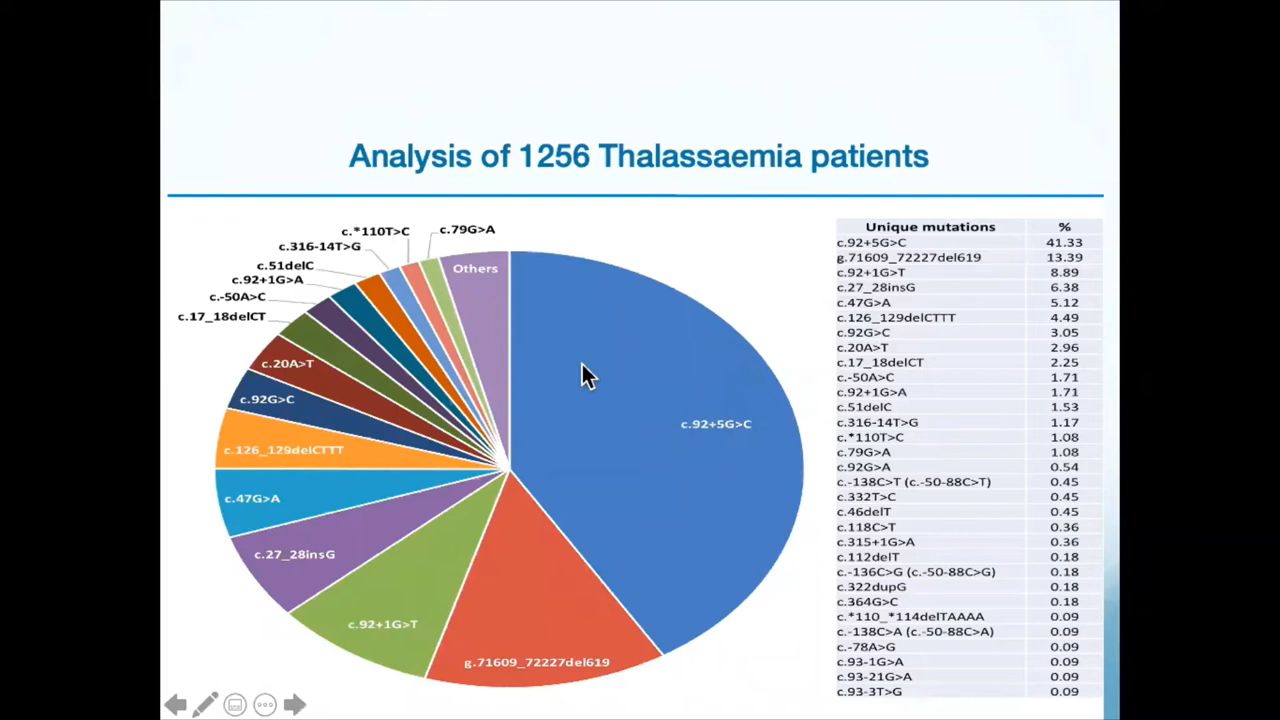 Analysis of 1256 Thalassaemia patients
c.*110T>C
c.79G>A
c.316-14T>G
c.51delC
c.92+1G>A
c.-50A>C
c.17_18delCT
Others
c.20A>T
c.92G>C
c.126_129delCTTT
c.47G>A
c.27_28insG
c.92+1G>T
g.71609_72227del619
c.92+5G>C
Unique mutations %
c.92+5G>C 41.33
g.71609_72227del619 13.39
c.92+1G>T 8.89
c.27_28insG 6.38
c.47G>A 5.12
c.126_129delCTTT 4.49
c.92G>C 3.05
c.20A>T 2.96
c.17_18delCT 2.25
c.-50A>C 1.71
c.92+1G>A 1.71
c.51delC 1.53
c.316-14T>G 1.17
c.*110T>C 1.08
c.79G>A 1.08
c.92G>A 0.54
c.-138C>T (c.-50-88C>T) 0.45
c.332T>C 0.45
c.46delT 0.45
c.118C>T 0.36
c.315+1G>A 0.36
c.112delT 0.18
c.-136C>G (c.-50-88C>G) 0.18
c.322dupG 0.18
c.364G>C 0.18
c.*110_*114delTAAAA 0.09
c.-138C>A (c.-50-88C>A) 0.09
c.-78A>G 0.09
c.93-1G>A 0.09
c.93-21G>A 0.09
c.93-3T>G 0.09